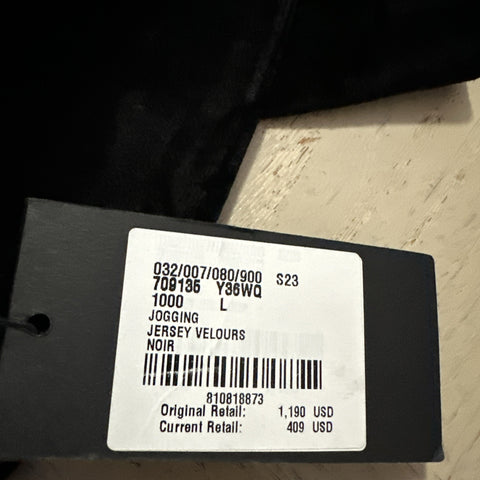 032/007/080/900 S23
709135 Y36WQ
1000 L
JOGGING
JERSEY VELOURS
NOIR
810818873
Original Retail: 1,190 USD
Current Retail: 409 USD